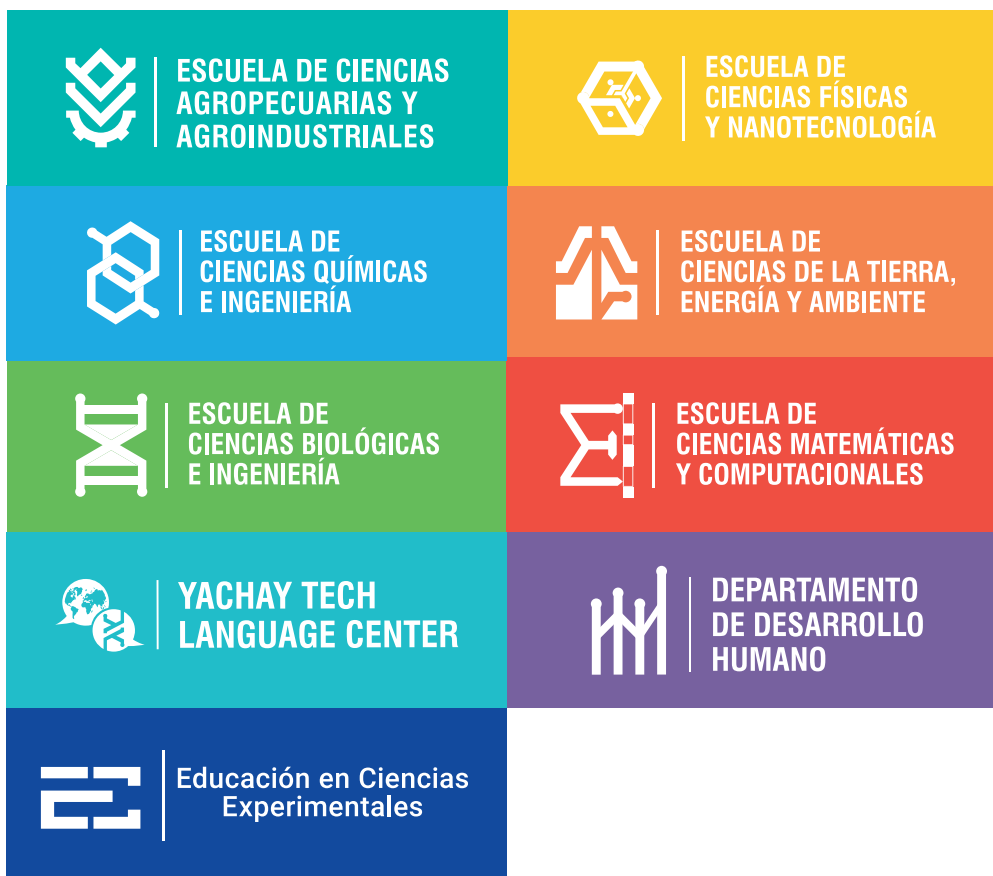 ESCUELA DE CIENCIAS
AGROPECUARIAS Y
AGROINDUSTRIALES
ESCUELA DE
CIENCIAS FÍSICAS
Y NANOTECNOLOGÍA
ESCUELA DE
CIENCIAS QUÍMICAS
E INGENIERÍA
ESCUELA DE
CIENCIAS DE LA TIERRA,
ENERGÍA Y AMBIENTE
ESCUELA DE
CIENCIAS BIOLÓGICAS
E INGENIERÍA
ESCUELA DE
CIENCIAS MATEMÁTICAS
Y COMPUTACIONALES
YACHAY TECH
LANGUAGE CENTER
DEPARTAMENTO
DE DESARROLLO
HUMANO
Educación en Ciencias
Experimentales